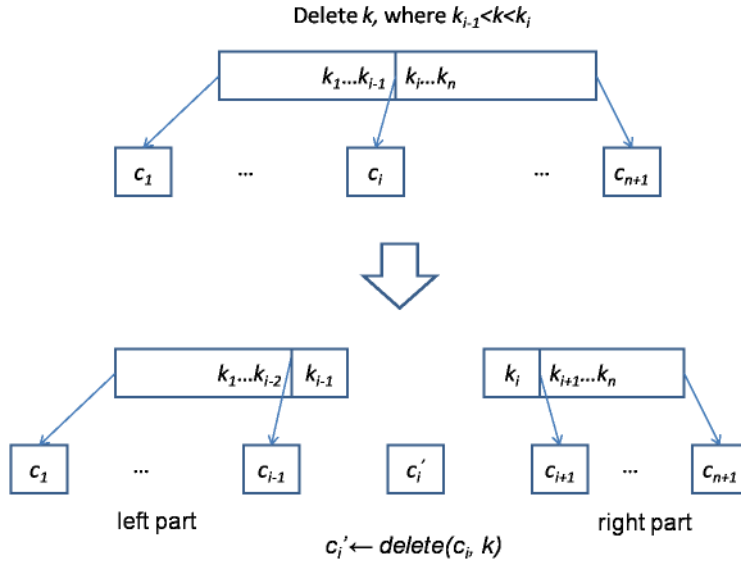 Delete k, where kᵢ₋₁<k<kᵢ
k₁...kᵢ₋₁ kᵢ...kₙ
c₁ ... cᵢ ... cₙ₊₁
k₁...kᵢ₋₂ kᵢ₋₁ kᵢ kᵢ₊₁...kₙ
c₁ ... cᵢ₋₁ cᵢ′ cᵢ₊₁ ... cₙ₊₁
left part right part
cᵢ′← delete(cᵢ, k)